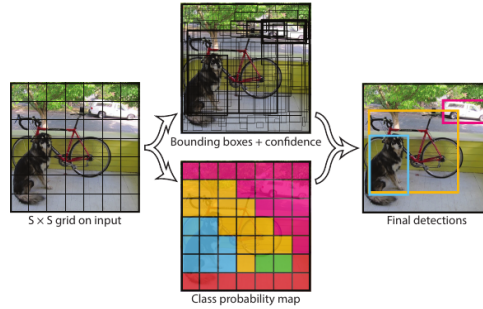 Bounding boxes + confidence
S × S grid on input
Final detections
Class probability map